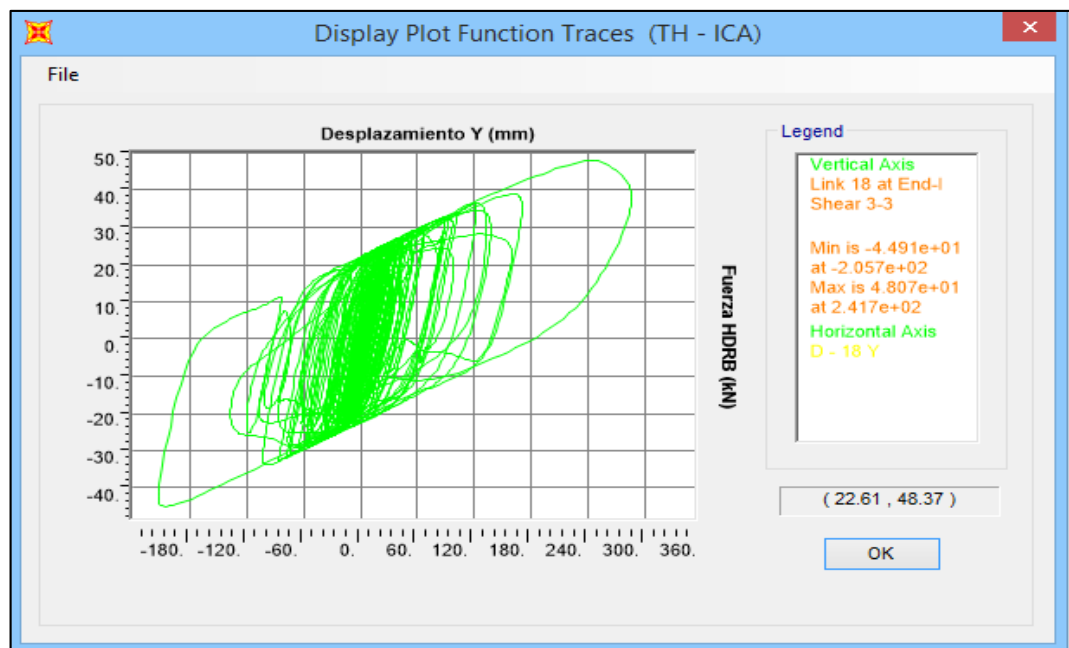 Display Plot Function Traces (TH - ICA)
File
Desplazamiento Y (mm)
50.
40.
30.
20.
10.
0.
-10.
-20.
-30.
-40.
-180. -120. -60. 0. 60. 120. 180. 240. 300. 360.
Fuerza HDRB (kN)
Legend
Vertical Axis
Link 18 at End-I
Shear 3-3
Min is -4.491e+01
at -2.057e+02
Max is 4.807e+01
at 2.417e+02
Horizontal Axis
D - 18 Y
( 22.61 , 48.37 )
OK